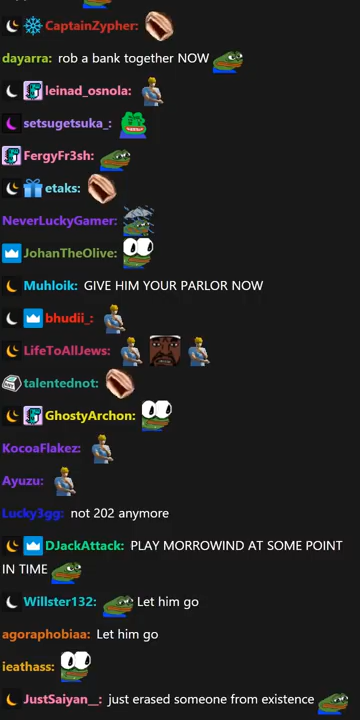 CaptainZypher:
dayarra: rob a bank together NOW
leinad_osnola:
setsugetsuka_:
FergyFr3sh:
etaks:
NeverLuckyGamer:
JohanTheOlive:
Muhloik: GIVE HIM YOUR PARLOR NOW
bhudii_:
LifeToAllJews:
talentednot:
GhostyArchon:
KocoaFlakez:
Ayuzu:
Lucky3gg: not 202 anymore
DJackAttack: PLAY MORROWIND AT SOME POINT
IN TIME
Willster132: Let him go
agoraphobiaa: Let him go
ieathass:
JustSaiyan__: just erased someone from existence